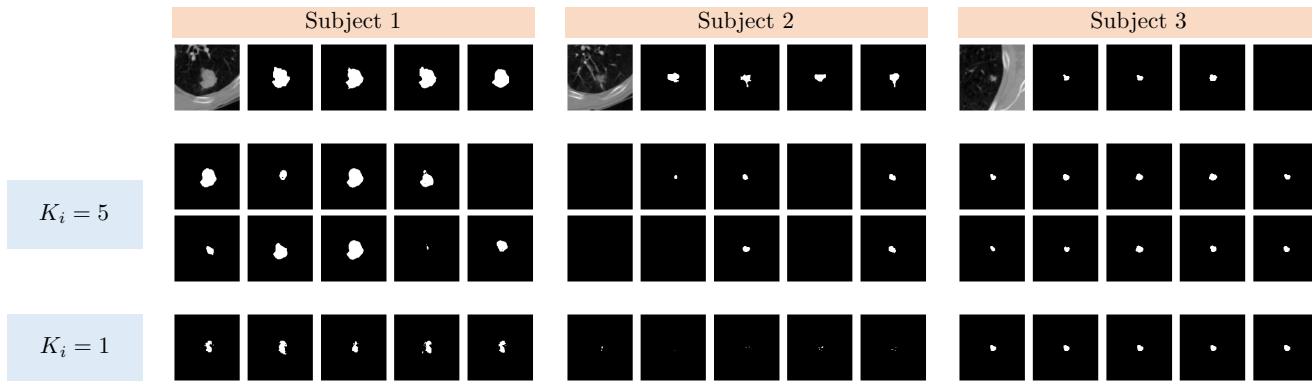 Subject 1
Subject 2
Subject 3
K_i = 5
K_i = 1